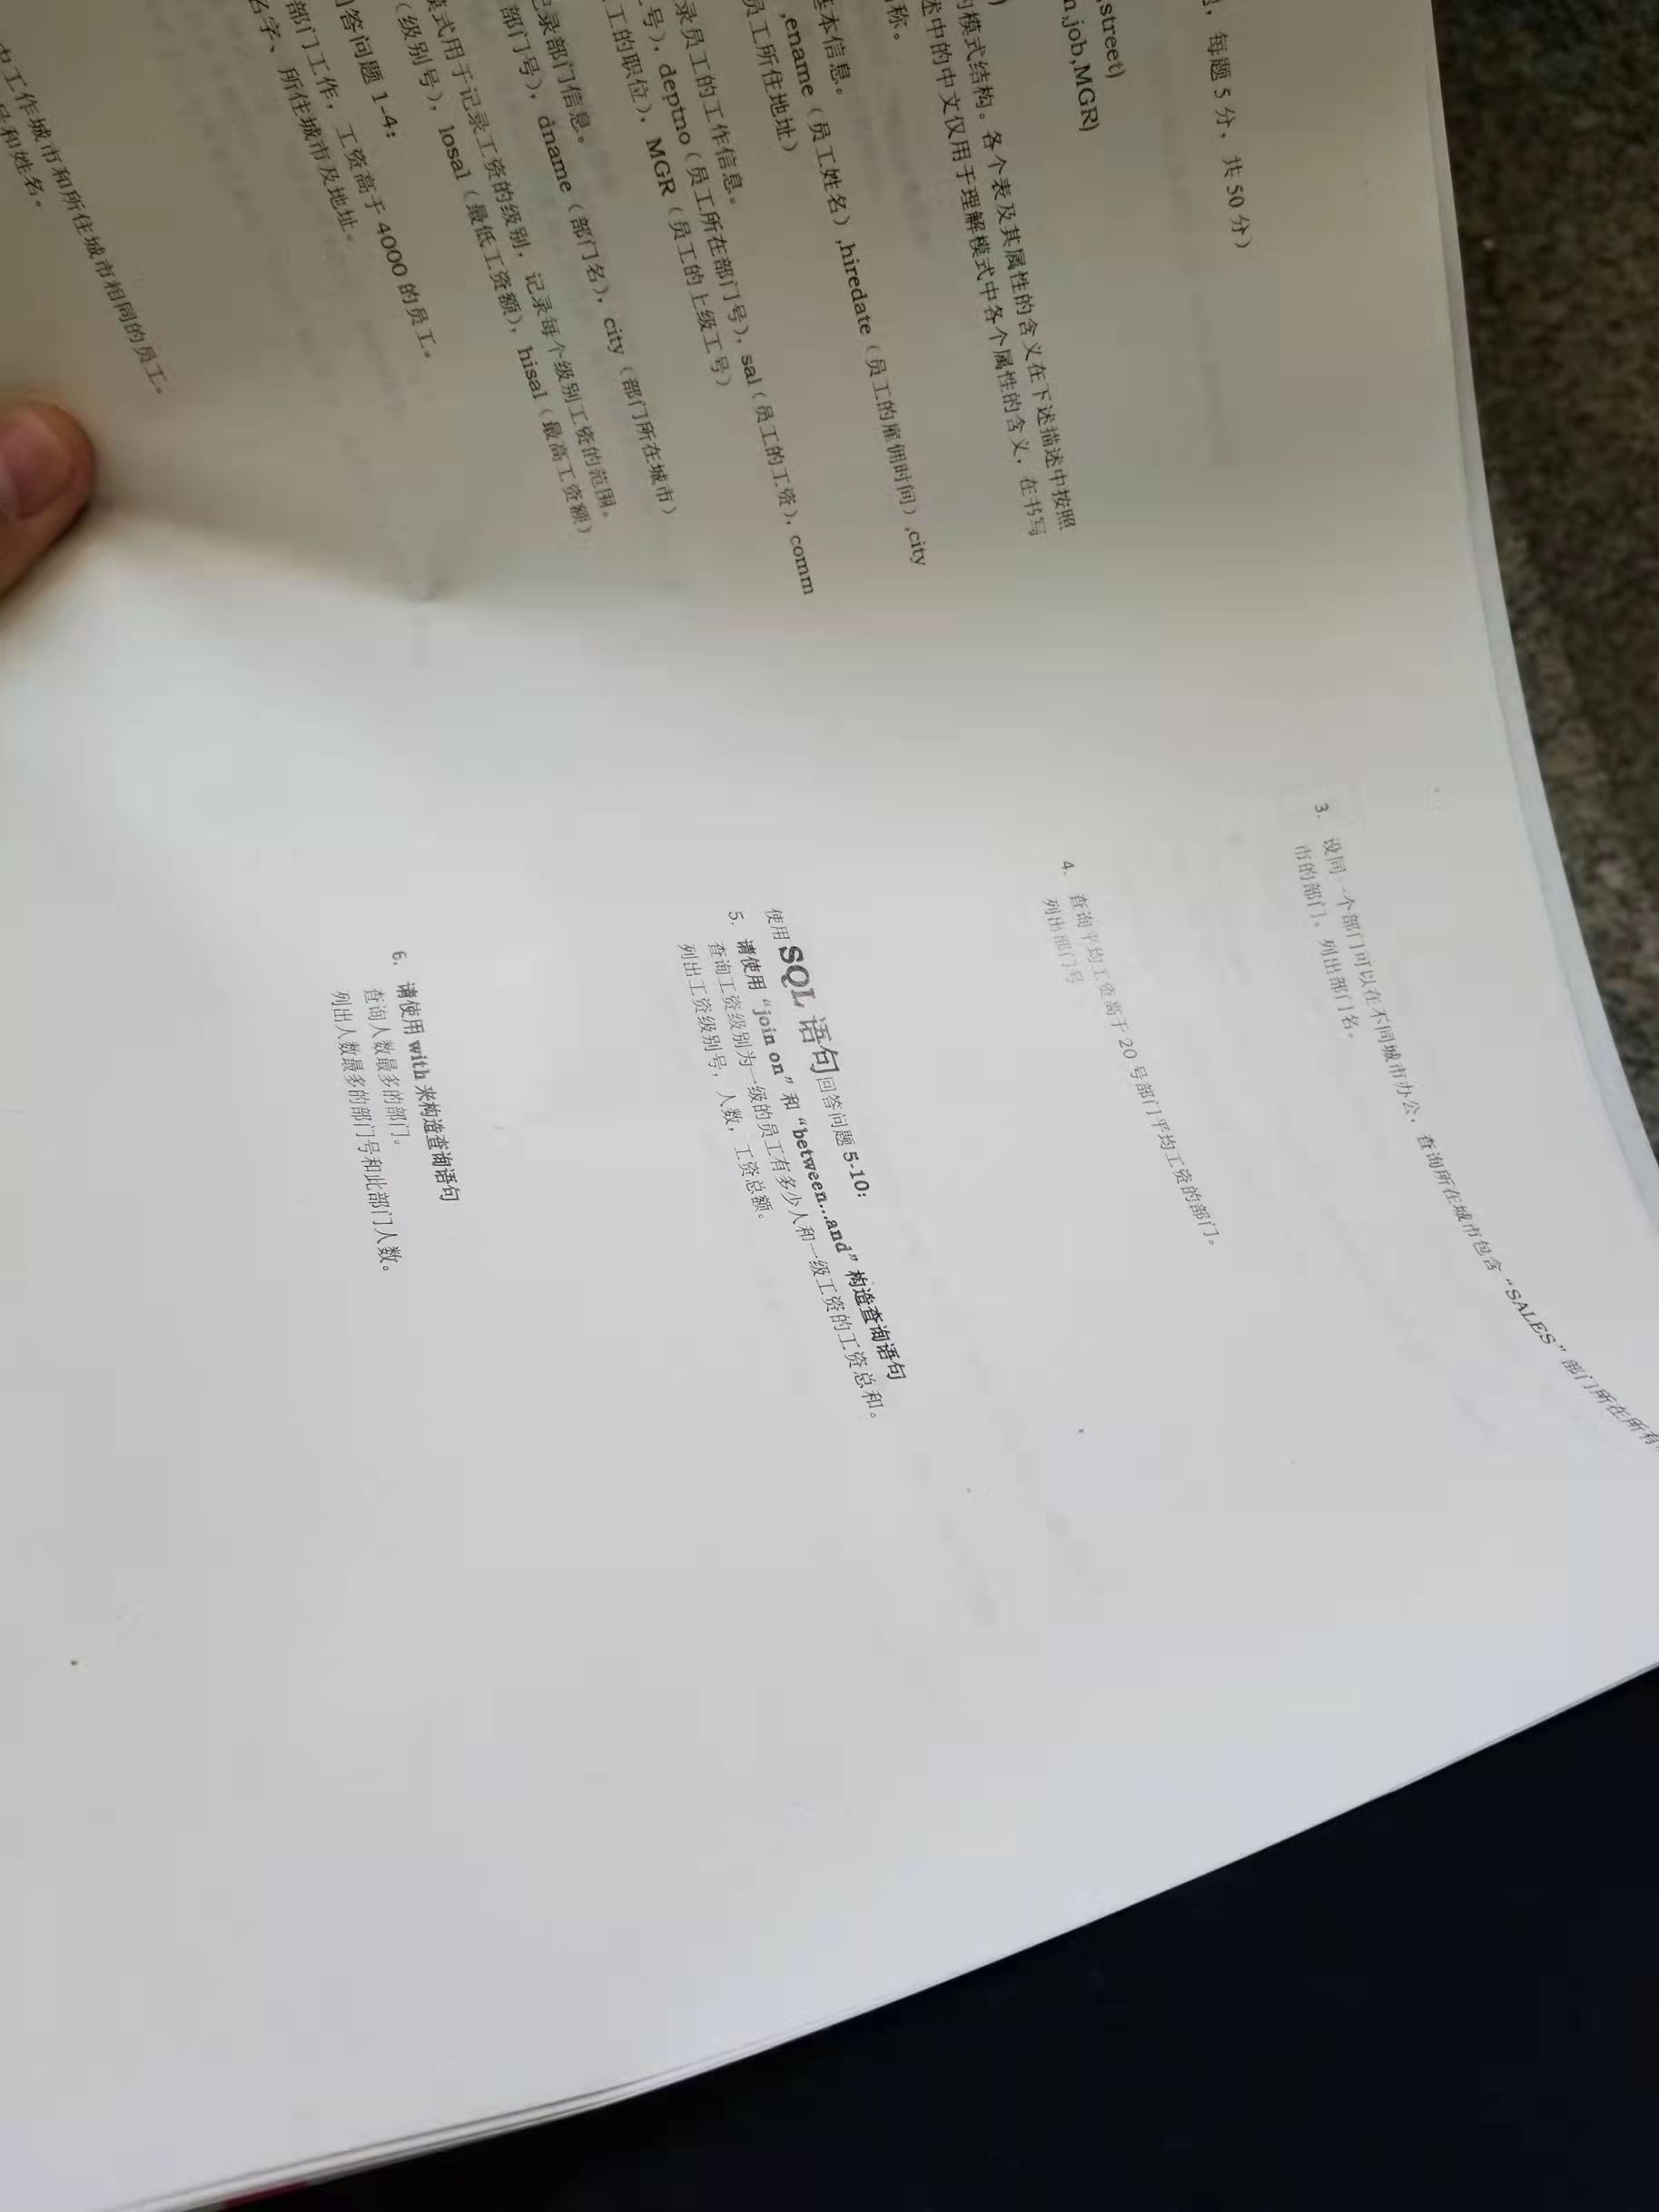 ，每题5分，共50分）
,street)
n,job,MGR)
)
的模式结构。各个表及其属性的含义在下述描述中按照
述中的中文仅用于理解模式中各个属性的含义，在书写
称。
基本信息。
,ename（员工姓名）,hiredate（员工的雇佣时间）,city
员工所住地址）
录员工的工作信息。
号），deptno（员工所在部门号），sal（员工的工资），comm
工的职位），MGR（员工的上级工号）
记录部门信息。
部门号），dname（部门名），city（部门所在城市）
模式用于记录工资的级别，记录每个级别工资的范围。
（级别号），losal（最低工资额），hisal（最高工资额）
回答问题 1-4：
部门工作，工资高于 4000 的员工。
名字、所住城市及地址。
工作城市和所住城市相同的员工。
号和姓名。
3. 设同一个部门可以在不同城市办公，查询所在城市包含“SALES”部门所在所有
市的部门。列出部门名。
4. 查询平均工资高于 20 号部门平均工资的部门。
列出部门号
使用 SQL 语句回答问题 5-10：
5. 请使用“join on”和“between...and”构造查询语句
查询工资级别为一级的员工有多少人和一级工资的工资总和。
列出工资级别号，人数，工资总额。
6. 请使用 with 来构造查询语句
查询人数最多的部门。
列出人数最多的部门号和此部门人数。